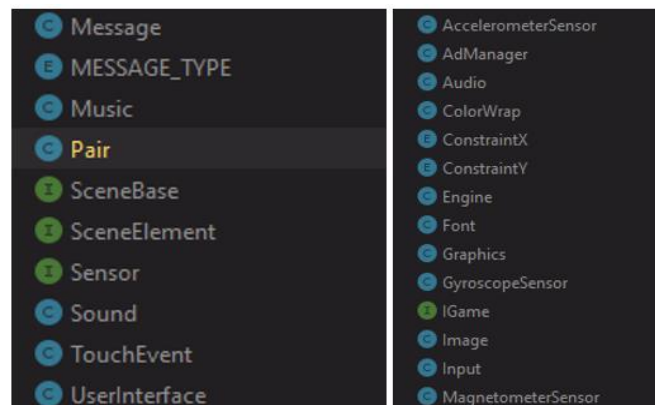 Message
MESSAGE_TYPE
Music
Pair
SceneBase
SceneElement
Sensor
Sound
TouchEvent
UserInterface
AccelerometerSensor
AdManager
Audio
ColorWrap
ConstraintX
ConstraintY
Engine
Font
Graphics
GyroscopeSensor
IGame
Image
Input
MagnetometerSensor